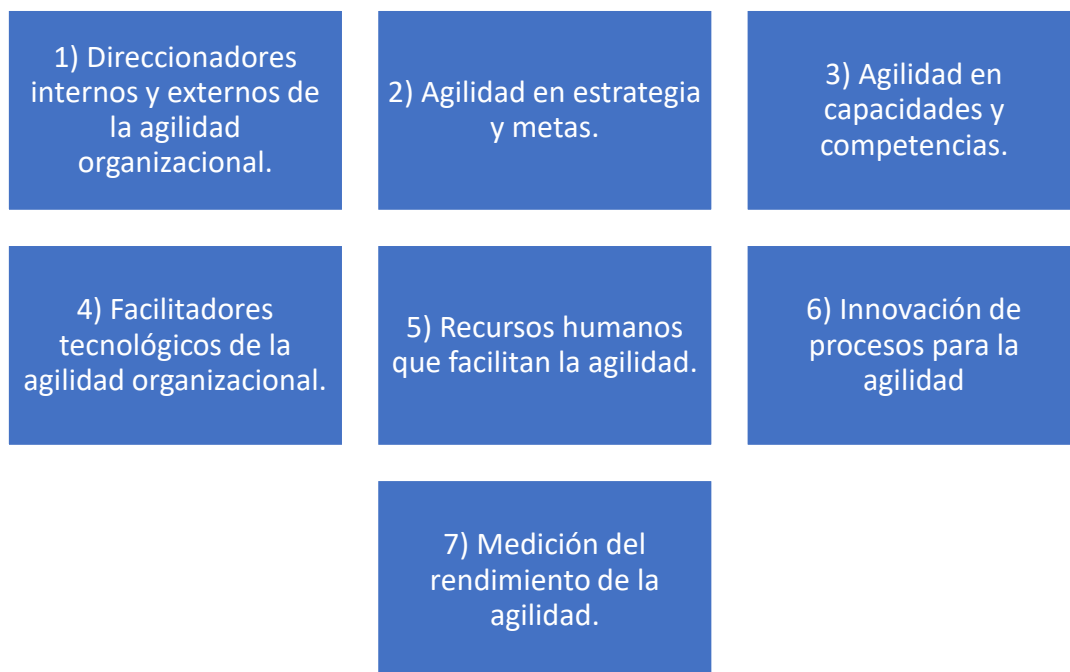 1) Direccionadores
internos y externos de
la agilidad
organizacional.
2) Agilidad en estrategia
y metas.
3) Agilidad en
capacidades y
competencias.
4) Facilitadores
tecnológicos de la
agilidad organizacional.
5) Recursos humanos
que facilitan la agilidad.
6) Innovación de
procesos para la
agilidad
7) Medición del
rendimiento de la
agilidad.